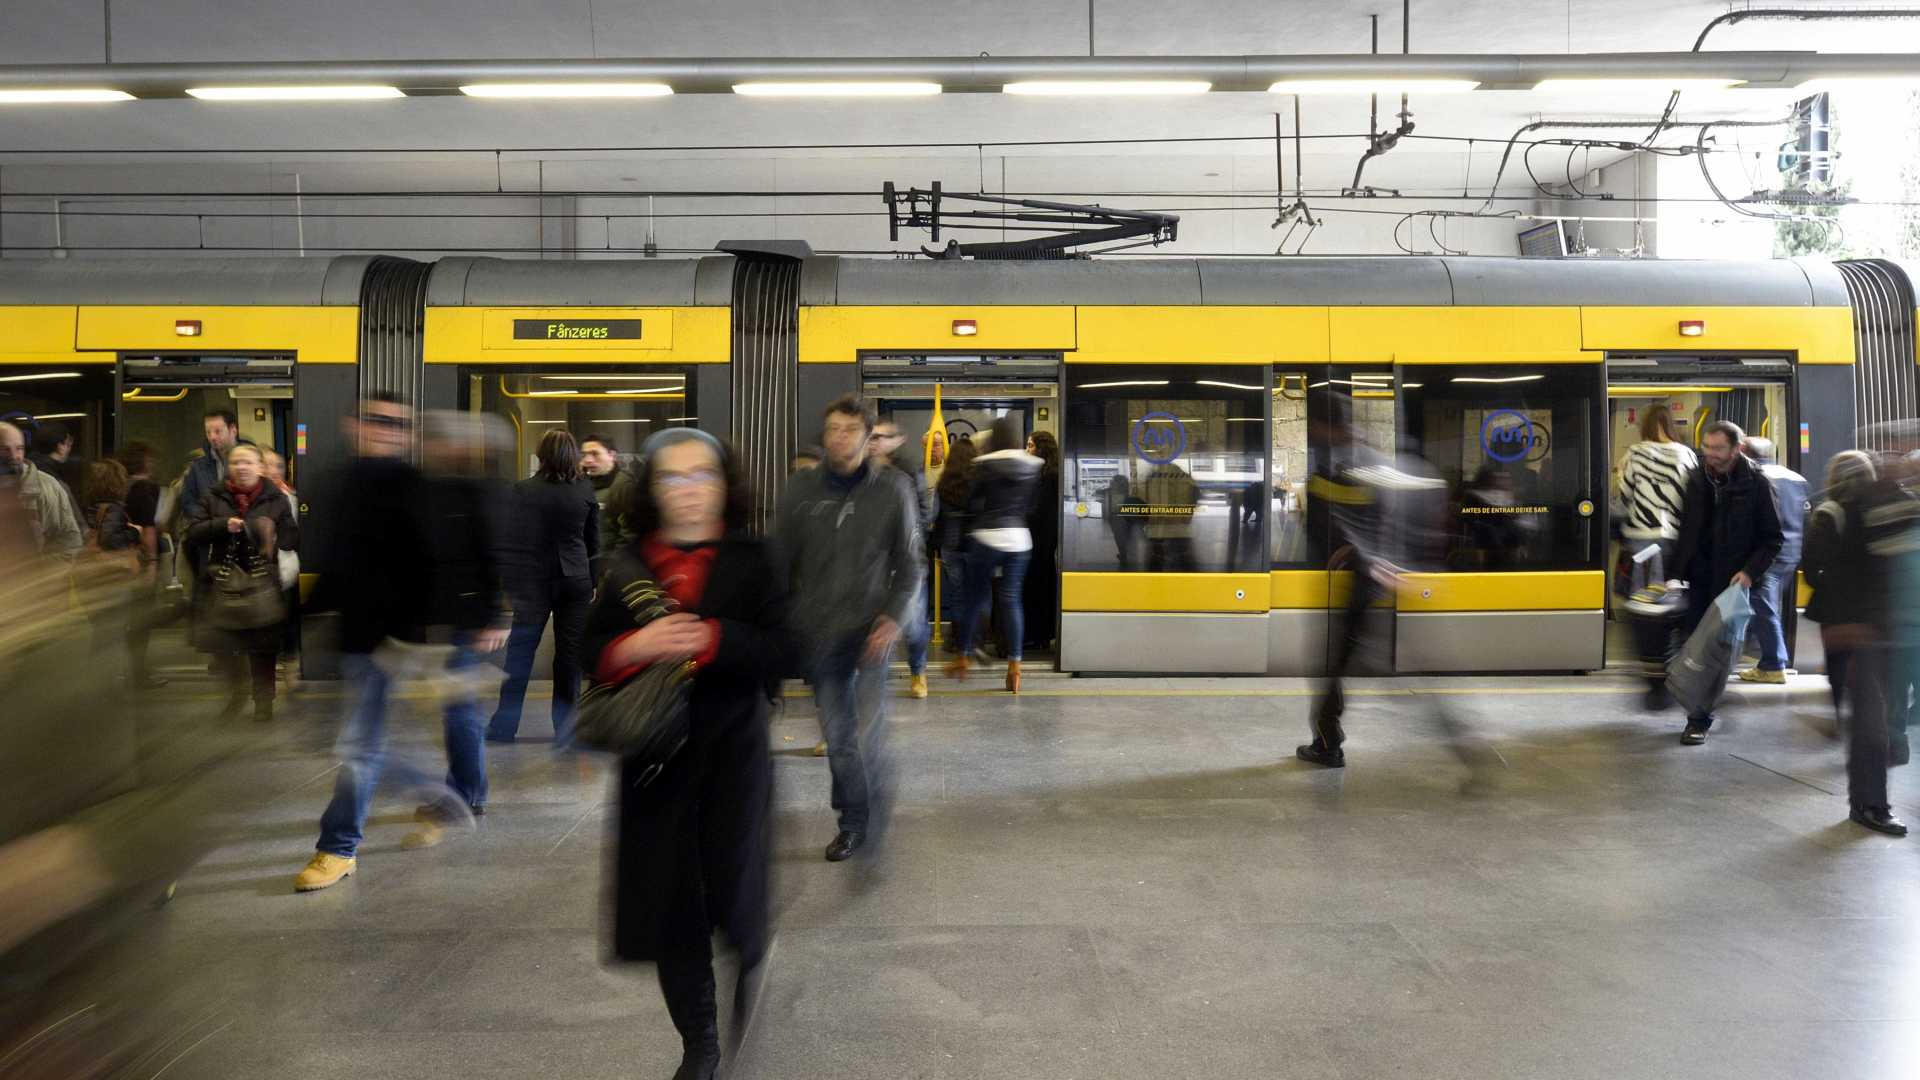 Fânzeres
ANTES DE ENTRAR DEIXE SAIR.
ANTES DE ENTRAR DEIXE SAIR.